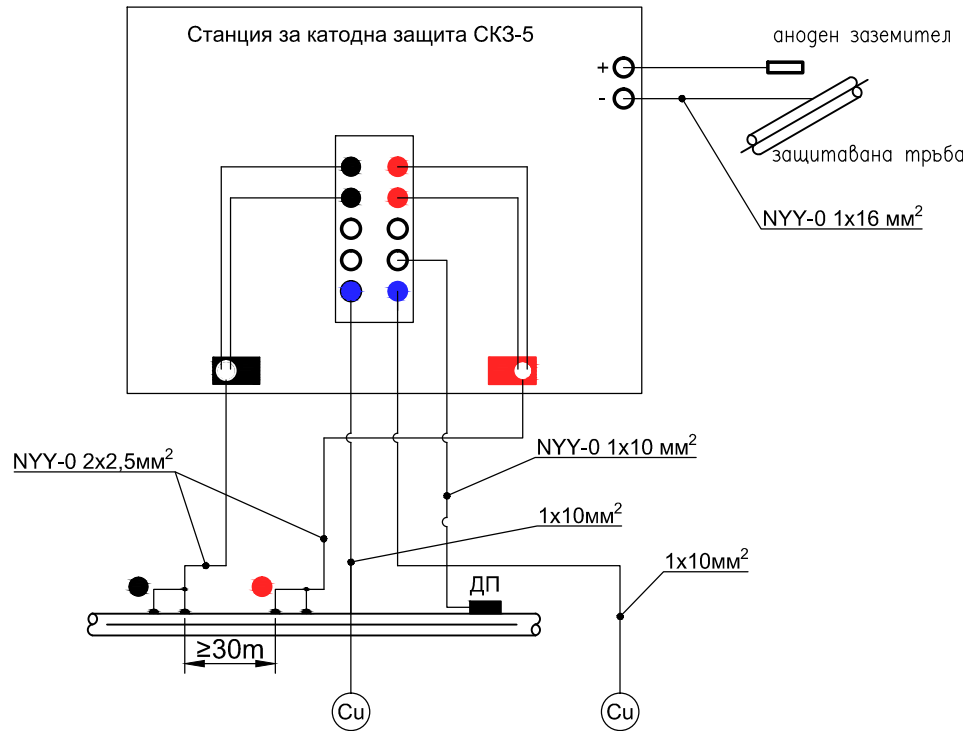 Станция за катодна защита СКЗ-5
аноден заземител
+
-
защитавана тръба
NYY-0 1x16 мм²
NYY-0 2x2,5мм²
NYY-0 1x10 мм²
1x10мм²
1x10мм²
ДП
≥30m
Cu
Cu